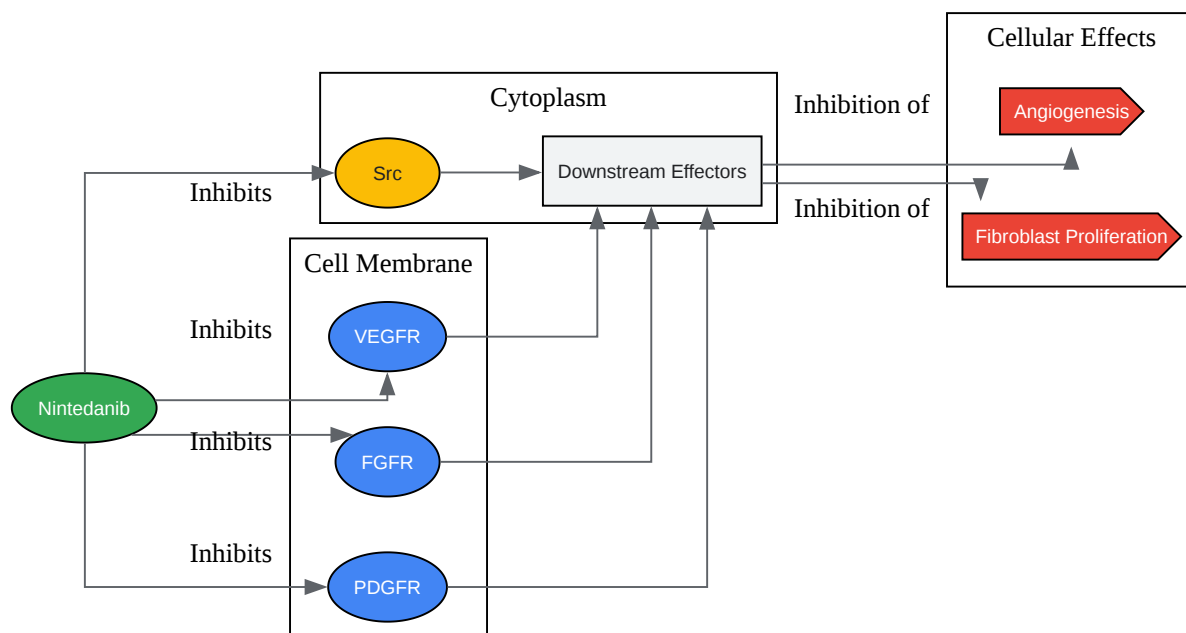 Cellular Effects
Cytoplasm
Inhibition of
Angiogenesis
Src
Downstream Effectors
Inhibits
Inhibition of
Fibroblast Proliferation
Cell Membrane
Inhibits
VEGFR
Nintedanib
Inhibits
FGFR
Inhibits
PDGFR